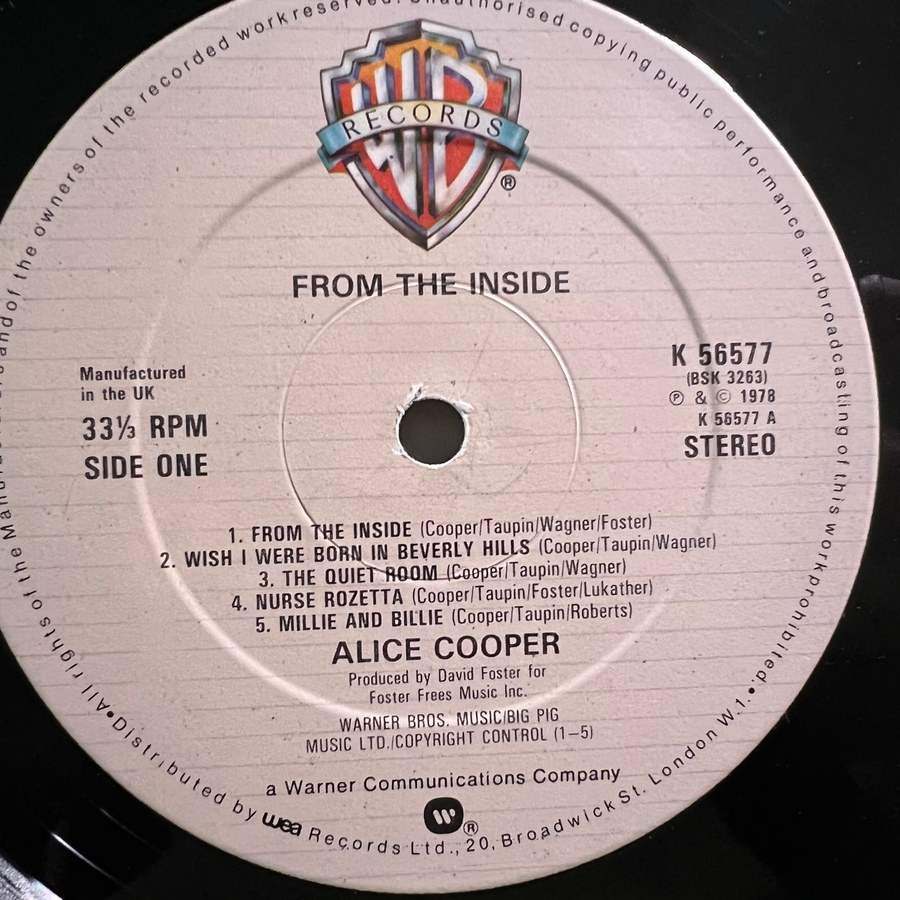 WB
RECORDS
®
FROM THE INSIDE
Manufactured
in the UK
33⅓ RPM
SIDE ONE
K 56577
(BSK 3263)
Ⓟ & © 1978
K 56577 A
STEREO
1. FROM THE INSIDE (Cooper/Taupin/Wagner/Foster)
2. WISH I WERE BORN IN BEVERLY HILLS (Cooper/Taupin/Wagner)
3. THE QUIET ROOM (Cooper/Taupin/Wagner)
4. NURSE ROZETTA (Cooper/Taupin/Foster/Lukather)
5. MILLIE AND BILLIE (Cooper/Taupin/Roberts)
ALICE COOPER
Produced by David Foster for
Foster Frees Music Inc.
WARNER BROS. MUSIC/BIG PIG
MUSIC LTD./COPYRIGHT CONTROL (1-5)
a Warner Communications Company
®
•All rights of the and of the owners of the recorded work reserved. Unauthorised copying public performance and broadcasting of this work prohibited.•
Distributed by wea Records Ltd., 20, Broadwick St. London W.1.